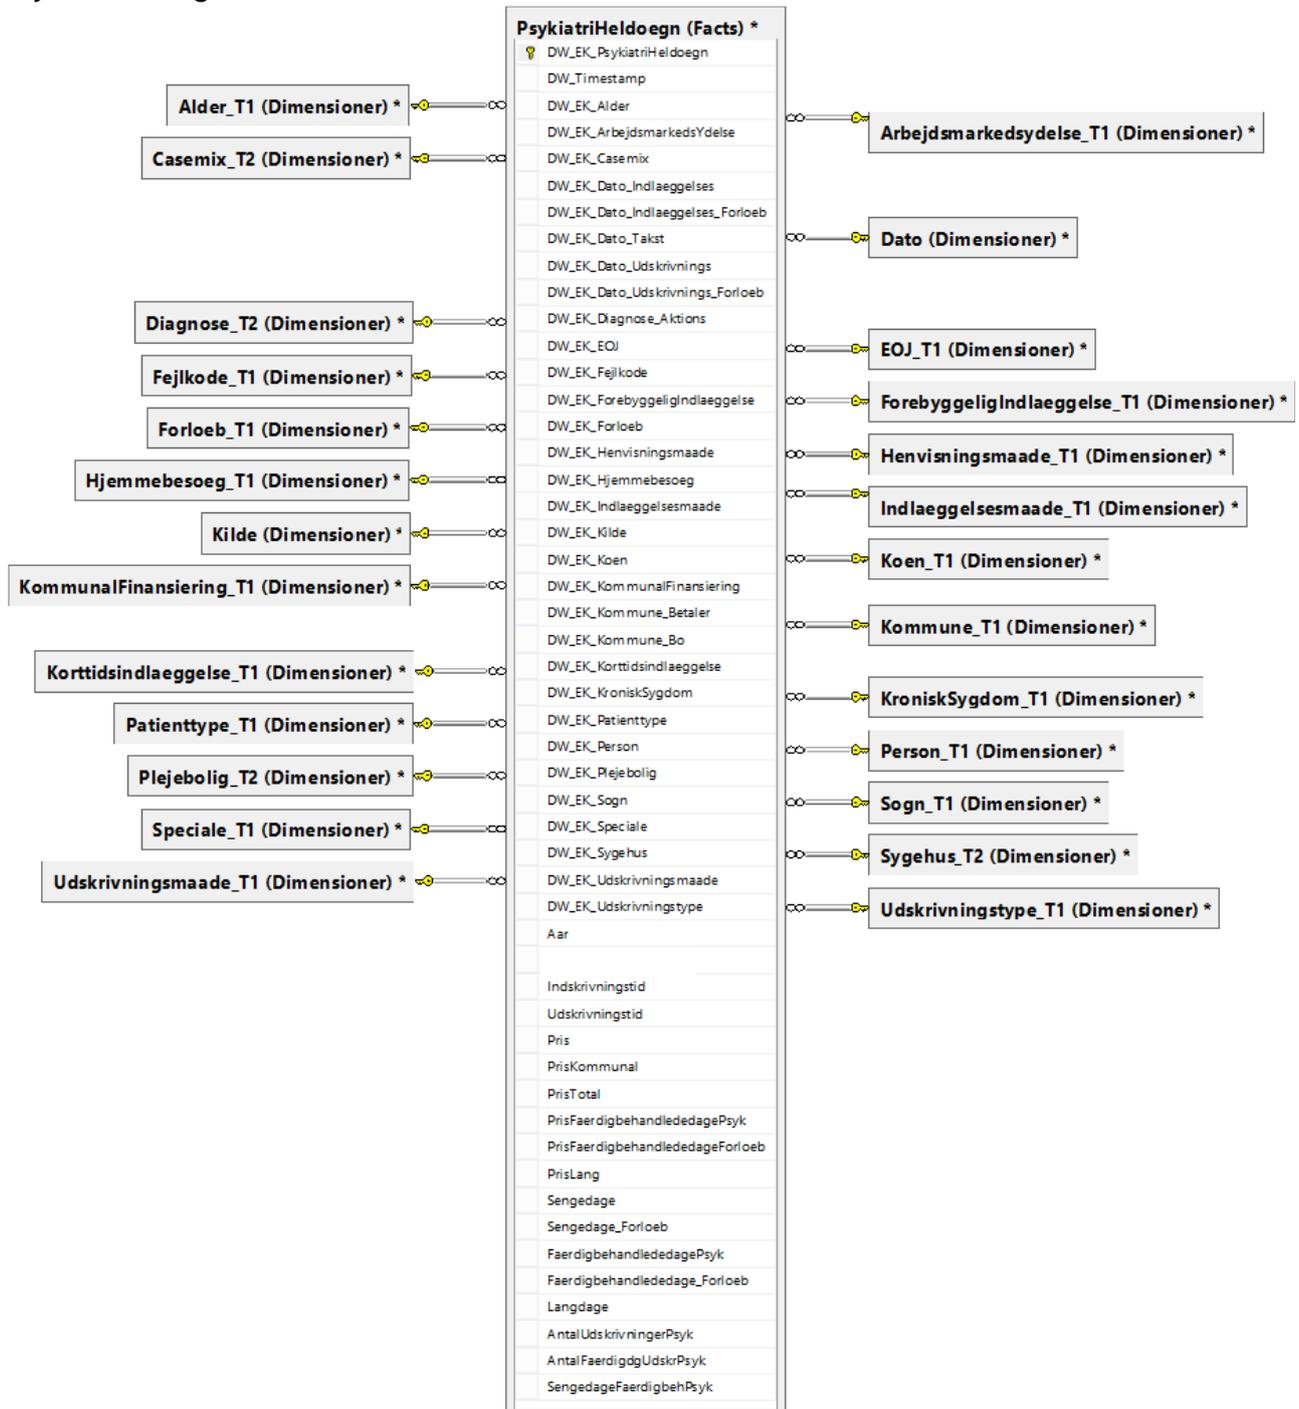 PsykiatriHeldoegn (Facts) *
DW_EK_PsykiatriHeldoegn
DW_Timestamp
DW_EK_Alder
DW_EK_ArbejdsmarkedsYdelse
DW_EK_Casemix
DW_EK_Dato_Indlaeggelses
DW_EK_Dato_Indlaeggelses_Forloeb
DW_EK_Dato_Takst
DW_EK_Dato_Udskrivnings
DW_EK_Dato_Udskrivnings_Forloeb
DW_EK_Diagnose_Aktions
DW_EK_EOJ
DW_EK_Fejlkode
DW_EK_ForebyggeligIndlaeggelse
DW_EK_Forloeb
DW_EK_Henvisningsmaade
DW_EK_Hjemmebesoeg
DW_EK_Indlaeggelsesmaade
DW_EK_Kilde
DW_EK_Koen
DW_EK_KommunalFinansiering
DW_EK_Kommune_Betaler
DW_EK_Kommune_Bo
DW_EK_Korttidsindlaeggelse
DW_EK_KroniskSygdom
DW_EK_Patienttype
DW_EK_Person
DW_EK_Plejebolig
DW_EK_Sogn
DW_EK_Speciale
DW_EK_Sygehus
DW_EK_Udskrivningsmaade
DW_EK_Udskrivningstype
Aar
Indskrivningstid
Udskrivningstid
Pris
PrisKommunal
PrisTotal
PrisFaerdigbehandlededagePsyk
PrisFaerdigbehandlededageForloeb
PrisLang
Sengedage
Sengedage_Forloeb
FaerdigbehandlededagePsyk
Faerdigbehandlededage_Forloeb
Langdage
AntalUdskrivningerPsyk
AntalFaerdigdgUdskrPsyk
SengedageFaerdigbehPsyk
Alder_T1 (Dimensioner) *
Casemix_T2 (Dimensioner) *
Diagnose_T2 (Dimensioner) *
Fejlkode_T1 (Dimensioner) *
Forloeb_T1 (Dimensioner) *
Hjemmebesoeg_T1 (Dimensioner) *
Kilde (Dimensioner) *
KommunalFinansiering_T1 (Dimensioner) *
Korttidsindlaeggelse_T1 (Dimensioner) *
Patienttype_T1 (Dimensioner) *
Plejebolig_T2 (Dimensioner) *
Speciale_T1 (Dimensioner) *
Udskrivningsmaade_T1 (Dimensioner) *
Arbejdsmarkedsydelse_T1 (Dimensioner) *
Dato (Dimensioner) *
EOJ_T1 (Dimensioner) *
ForebyggeligIndlaeggelse_T1 (Dimensioner) *
Henvisningsmaade_T1 (Dimensioner) *
Indlaeggelsesmaade_T1 (Dimensioner) *
Koen_T1 (Dimensioner) *
Kommune_T1 (Dimensioner) *
KroniskSygdom_T1 (Dimensioner) *
Person_T1 (Dimensioner) *
Sogn_T1 (Dimensioner) *
Sygehus_T2 (Dimensioner) *
Udskrivningstype_T1 (Dimensioner) *